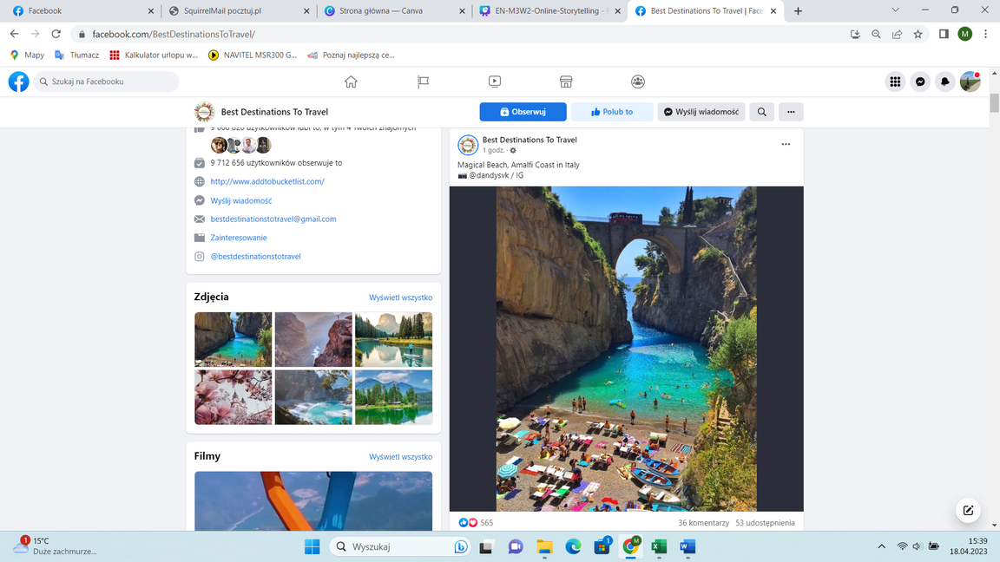 Facebook
SquirrelMail pocztuj.pl
Strona główna — Canva
EN-M3W2-Online-Storytelling -
Best Destinations To Travel | Face
facebook.com/BestDestinationsToTravel/
M
Mapy
Tłumacz
Kalkulator urlopu w...
NAVITEL MSR300 G...
Poznaj najlepszą ce...
Szukaj na Facebooku
Best Destinations To Travel
Obserwuj
Polub to
Wyślij wiadomość
9 068 820 użytkowników lubi to, w tym 4 Twoich znajomych
9 712 656 użytkowników obserwuje to
http://www.addtobucketlist.com/
Wyślij wiadomość
bestdestinationstotravel@gmail.com
Zainteresowanie
@bestdestinationstotravel
Zdjęcia
Wyświetl wszystko
Filmy
Wyświetl wszystko
Best Destinations To Travel
1 godz. ·
Magical Beach, Amalfi Coast in Italy
@dandysvk / IG
565
36 komentarzy
53 udostępnienia
1
15°C
Duże zachmurze...
Wyszukaj
1
M
15:39
18.04.2023